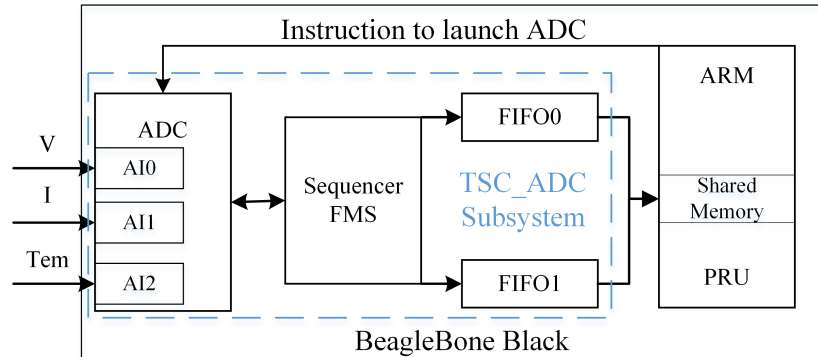 Instruction to launch ADC
ARM
ADC
FIFO0
V
AI0
I
Sequencer
FMS
TSC_ADC
Subsystem
Shared
Memory
AI1
Tem
AI2
FIFO1
PRU
BeagleBone Black